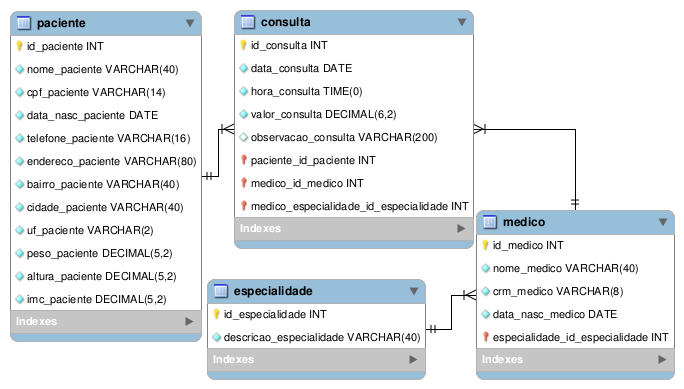 paciente
id_paciente INT
nome_paciente VARCHAR(40)
cpf_paciente VARCHAR(14)
data_nasc_paciente DATE
telefone_paciente VARCHAR(16)
endereco_paciente VARCHAR(80)
bairro_paciente VARCHAR(40)
cidade_paciente VARCHAR(40)
uf_paciente VARCHAR(2)
peso_paciente DECIMAL(5,2)
altura_paciente DECIMAL(5,2)
imc_paciente DECIMAL(5,2)
Indexes
consulta
id_consulta INT
data_consulta DATE
hora_consulta TIME(0)
valor_consulta DECIMAL(6,2)
observacao_consulta VARCHAR(200)
paciente_id_paciente INT
medico_id_medico INT
medico_especialidade_id_especialidade INT
Indexes
especialidade
id_especialidade INT
descricao_especialidade VARCHAR(40)
Indexes
medico
id_medico INT
nome_medico VARCHAR(40)
crm_medico VARCHAR(8)
data_nasc_medico DATE
especialidade_id_especialidade INT
Indexes